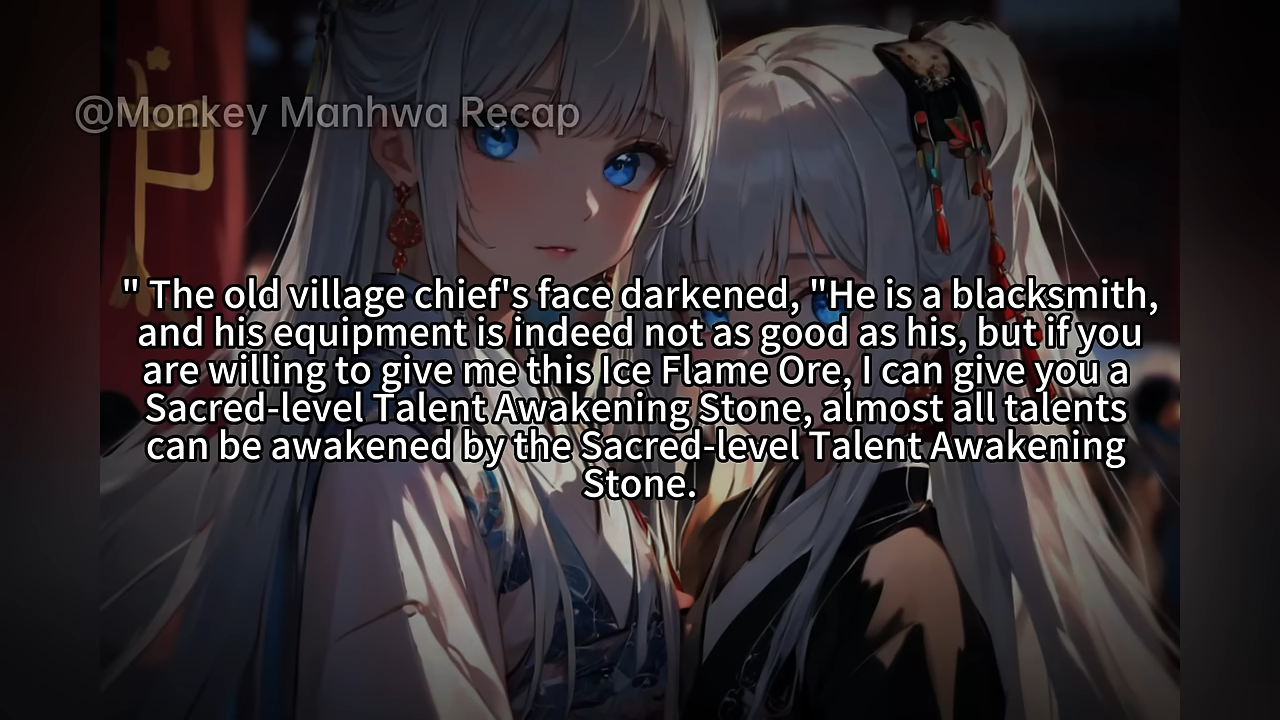 @Monkey Manhwa Recap
" The old village chief's face darkened, "He is a blacksmith,
and his equipment is indeed not as good as his, but if you
are willing to give me this Ice Flame Ore, I can give you a
Sacred-level Talent Awakening Stone, almost all talents
can be awakened by the Sacred-level Talent Awakening
Stone.